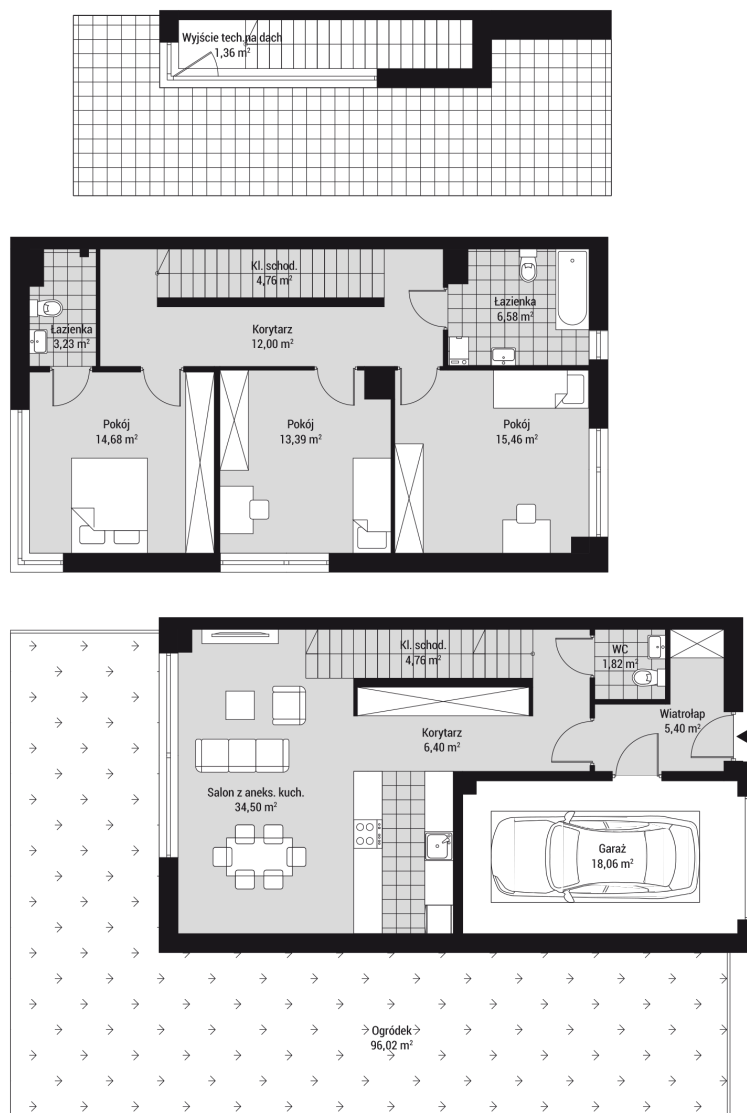 Wyjście tech.na dach
1,36 m²
Kl. schod.
4,76 m²
Łazienka
3,23 m²
Korytarz
12,00 m²
Łazienka
6,58 m²
Pokój
14,68 m²
Pokój
13,39 m²
Pokój
15,46 m²
Kl. schod.
4,76 m²
WC
1,82 m²
Wiatrołap
5,40 m²
Korytarz
6,40 m²
Salon z aneks. kuch.
34,50 m²
Garaż
18,06 m²
Ogródek
96,02 m²